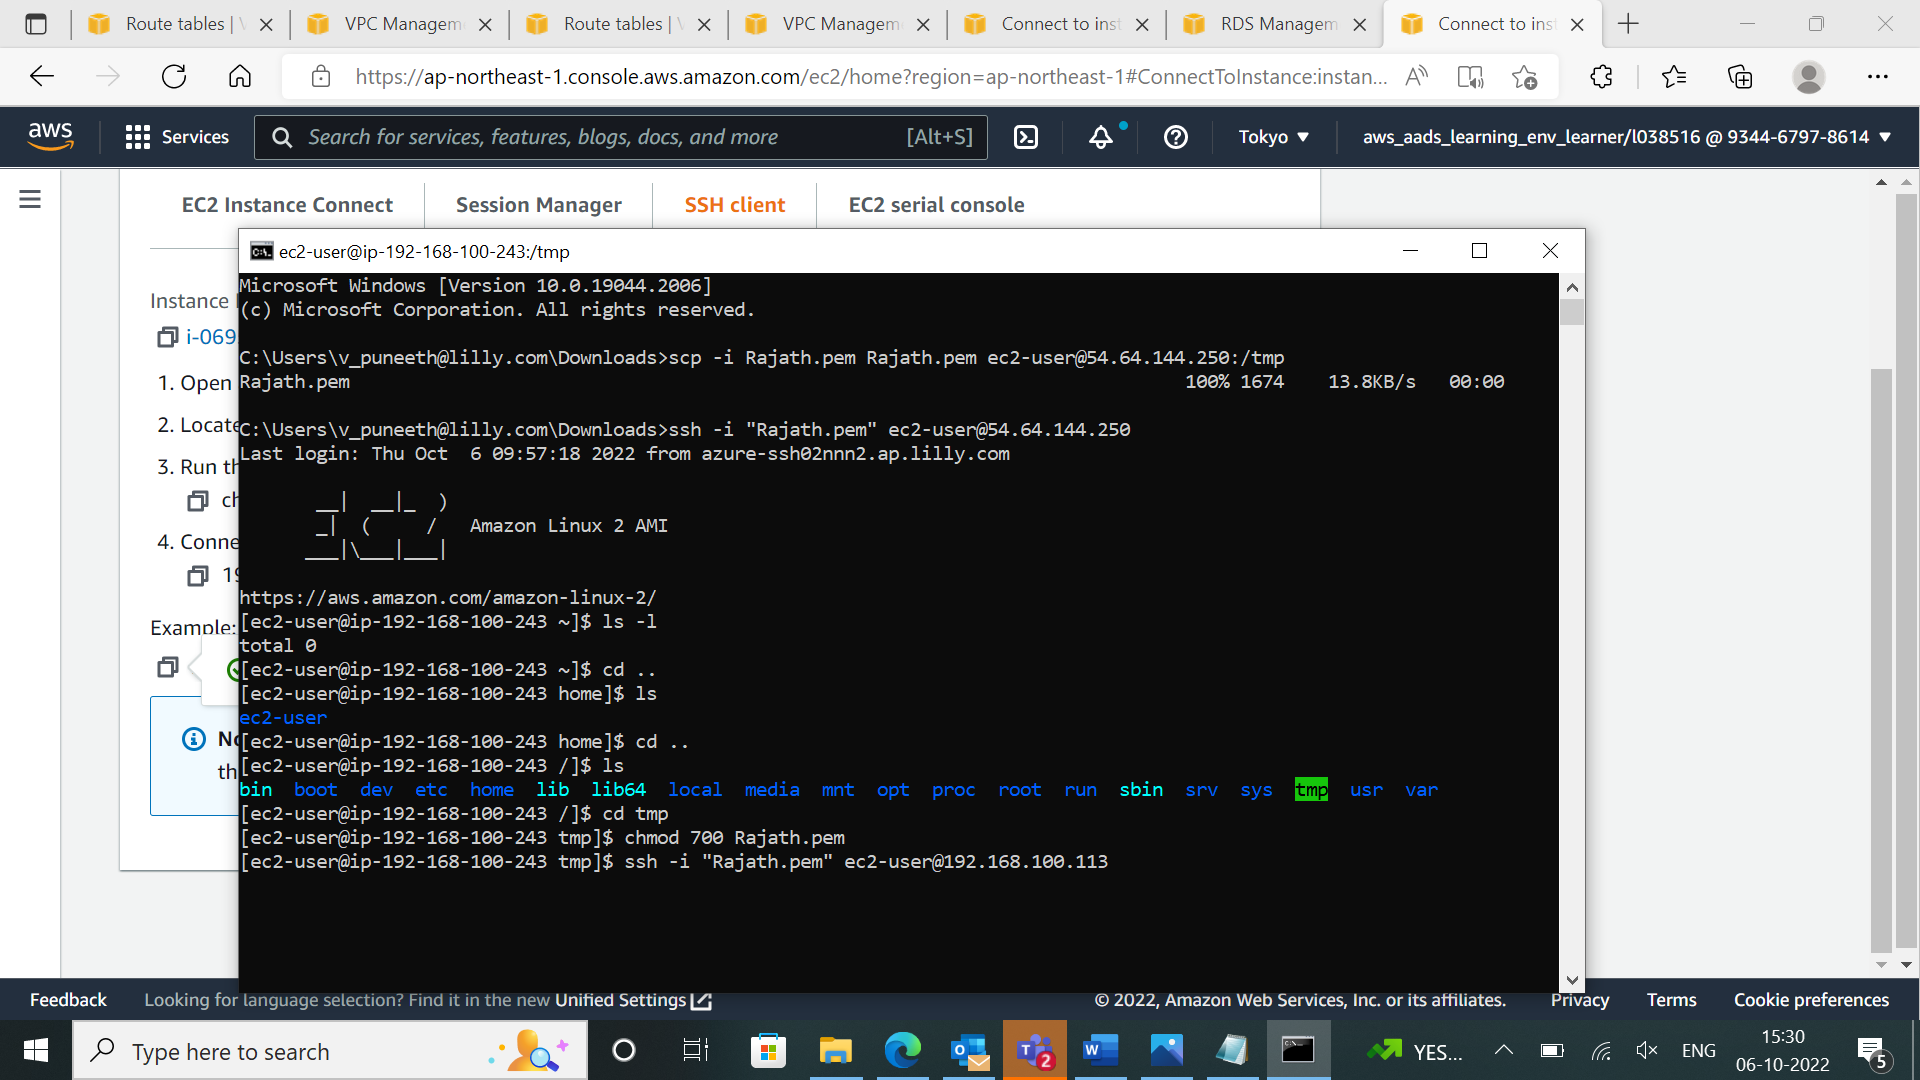 Route tables | V
VPC Managem
Route tables | V
VPC Managem
Connect to inst
RDS Managem
Connect to inst
https://ap-northeast-1.console.aws.amazon.com/ec2/home?region=ap-northeast-1#ConnectToInstance:instan...
aws
Services
Search for services, features, blogs, docs, and more [Alt+S]
Tokyo
aws_aads_learning_env_learner/l038516 @ 9344-6797-8614
EC2 Instance Connect
Session Manager
SSH client
EC2 serial console
ec2-user@ip-192-168-100-243:/tmp
Instance
i-069
1. Open
2. Locate
3. Run th
ch
4. Conne
19
Example:
No
th
Microsoft Windows [Version 10.0.19044.2006]
(c) Microsoft Corporation. All rights reserved.
C:\Users\v_puneeth@lilly.com\Downloads>scp -i Rajath.pem Rajath.pem ec2-user@54.64.144.250:/tmp
Rajath.pem 100% 1674 13.8KB/s 00:00
C:\Users\v_puneeth@lilly.com\Downloads>ssh -i "Rajath.pem" ec2-user@54.64.144.250
Last login: Thu Oct  6 09:57:18 2022 from azure-ssh02nnn2.ap.lilly.com
       __|  __|_  )
       _|  (     /   Amazon Linux 2 AMI
      ___|\___|___|
https://aws.amazon.com/amazon-linux-2/
[ec2-user@ip-192-168-100-243 ~]$ ls -l
total 0
[ec2-user@ip-192-168-100-243 ~]$ cd ..
[ec2-user@ip-192-168-100-243 home]$ ls
ec2-user
[ec2-user@ip-192-168-100-243 home]$ cd ..
[ec2-user@ip-192-168-100-243 /]$ ls
bin  boot  dev  etc  home  lib  lib64  local  media  mnt  opt  proc  root  run  sbin  srv  sys  tmp  usr  var
[ec2-user@ip-192-168-100-243 /]$ cd tmp
[ec2-user@ip-192-168-100-243 tmp]$ chmod 700 Rajath.pem
[ec2-user@ip-192-168-100-243 tmp]$ ssh -i "Rajath.pem" ec2-user@192.168.100.113
Feedback
Looking for language selection? Find it in the new Unified Settings
© 2022, Amazon Web Services, Inc. or its affiliates.
Privacy
Terms
Cookie preferences
Type here to search
2
YES...
ENG
15:30
06-10-2022
5